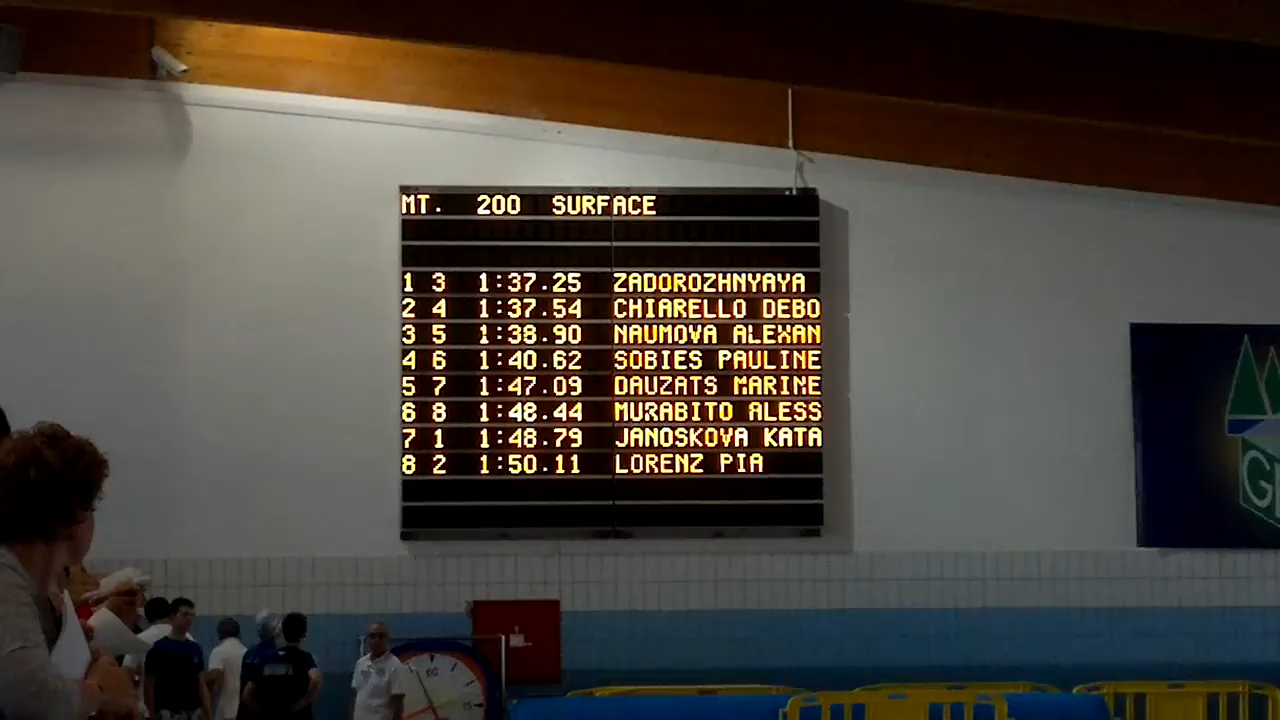 MT. 200 SURFACE
1 3 1:37.25 ZADOROZHNYAYA
2 4 1:37.54 CHIARELLO DEBO
3 5 1:38.90 NAUMOVA ALEXAN
4 6 1:40.62 SOBIES PAULINE
5 7 1:47.09 DAUZATS MARINE
6 8 1:48.44 MURABITO ALESS
7 1 1:48.79 JANOSKOVA KATA
8 2 1:50.11 LORENZ PIA
60
15